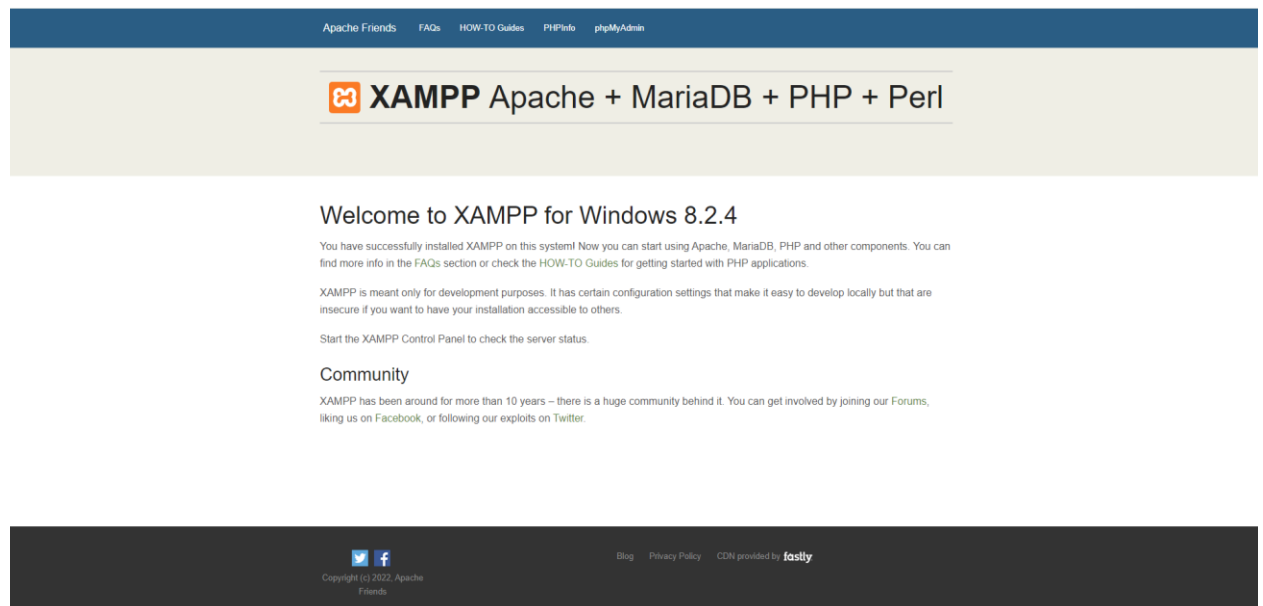 Apache Friends FAQs HOW-TO Guides PHPInfo phpMyAdmin
XAMPP Apache + MariaDB + PHP + Perl
Welcome to XAMPP for Windows 8.2.4
You have successfully installed XAMPP on this system! Now you can start using Apache, MariaDB, PHP and other components. You can
find more info in the FAQs section or check the HOW-TO Guides for getting started with PHP applications.
XAMPP is meant only for development purposes. It has certain configuration settings that make it easy to develop locally but that are
insecure if you want to have your installation accessible to others.
Start the XAMPP Control Panel to check the server status.
Community
XAMPP has been around for more than 10 years – there is a huge community behind it. You can get involved by joining our Forums,
liking us on Facebook, or following our exploits on Twitter.
Blog Privacy Policy CDN provided by fastly
Copyright (c) 2022, Apache
Friends